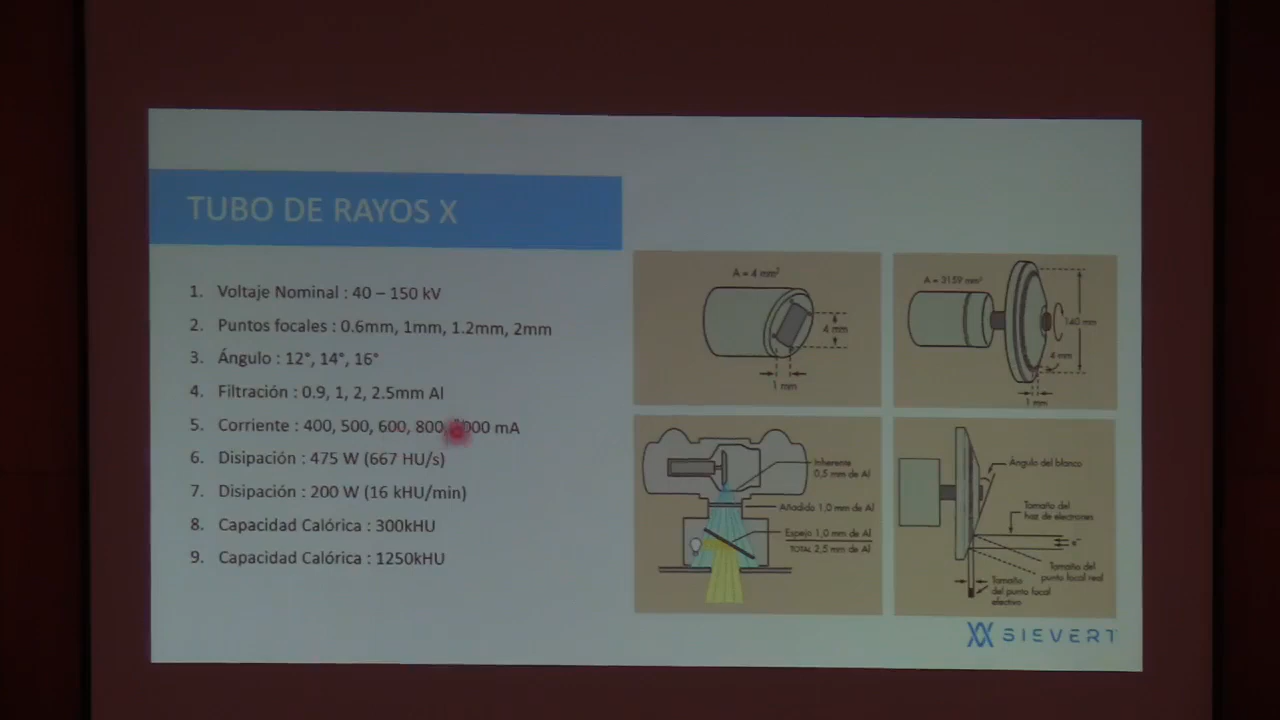 TUBO DE RAYOS X
1. Voltaje Nominal : 40 – 150 kV
2. Puntos focales : 0.6mm, 1mm, 1.2mm, 2mm
3. Ángulo : 12°, 14°, 16°
4. Filtración : 0.9, 1, 2, 2.5mm Al
5. Corriente : 400, 500, 600, 800 mA
6. Disipación : 475 W (667 HU/s)
7. Disipación : 200 W (16 kHU/min)
8. Capacidad Calórica : 300kHU
9. Capacidad Calórica : 1250kHU
A = 4 mm²
4 mm
1 mm
A = 3159 mm²
140 mm
4 mm
1 mm
Inherente
0,5 mm de Al
Añadido 1,0 mm de Al
Espejo 1,0 mm de Al
TOTAL 2,5 mm de Al
Ángulo del blanco
Tamaño del
haz de electrones
e⁻
Tamaño del
punto focal real
Tamaño
del punto focal
efectivo
SIEVERT